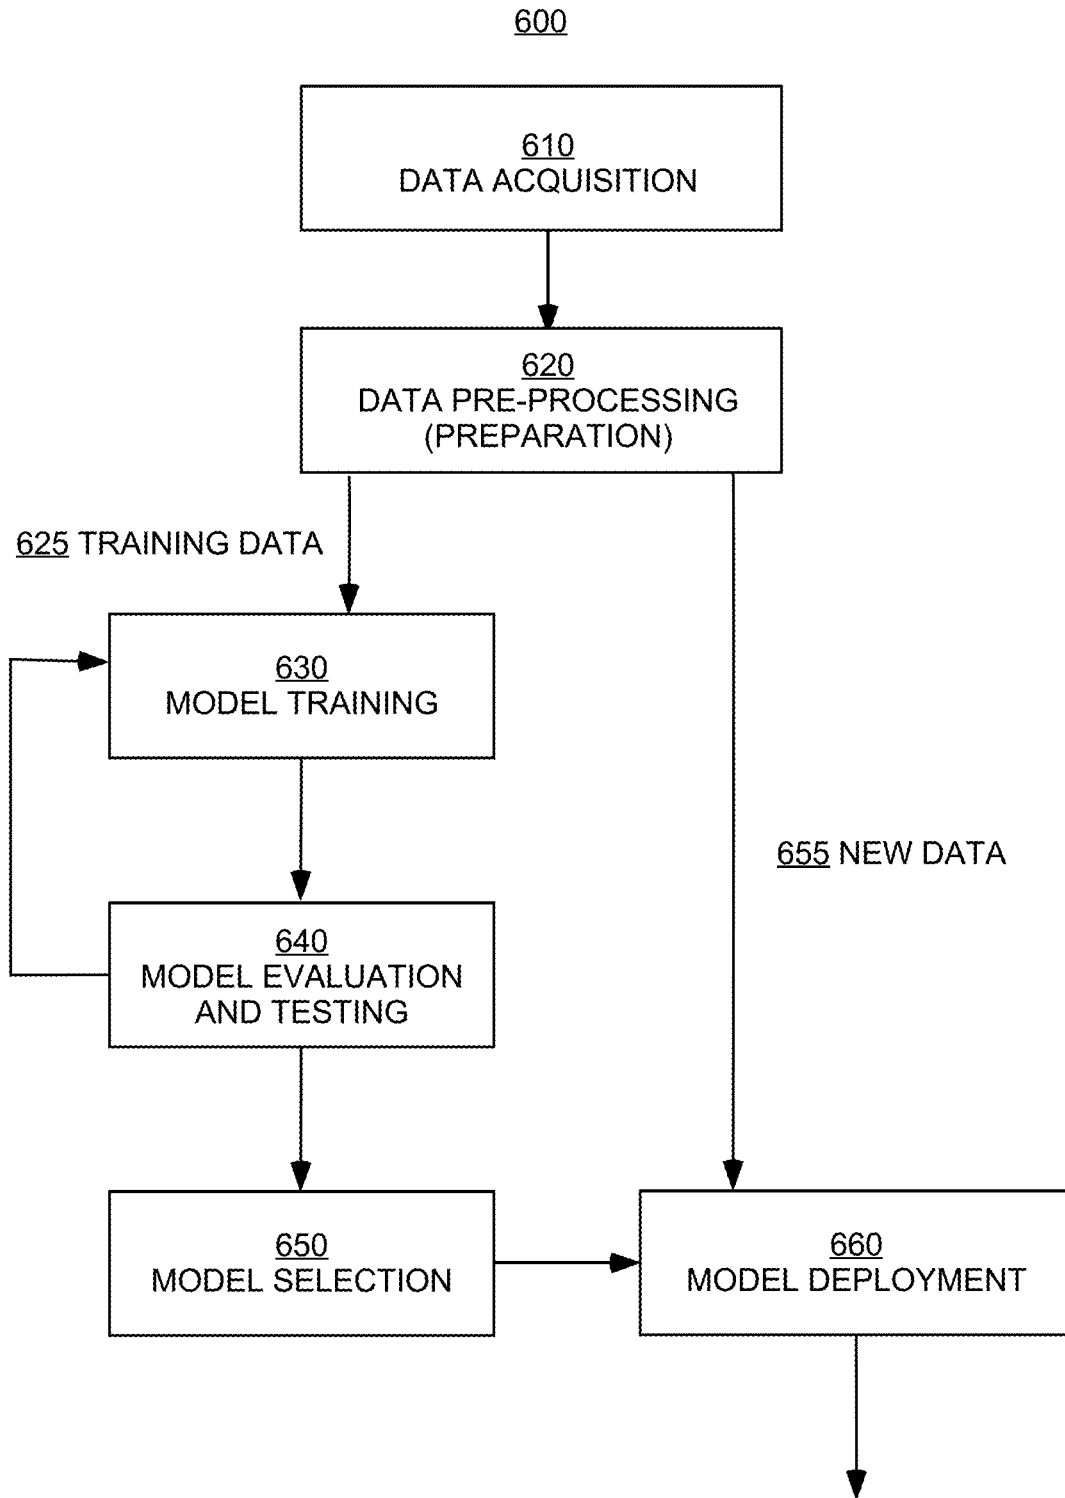 600
610
DATA ACQUISITION
620
DATA PRE-PROCESSING
(PREPARATION)
625 TRAINING DATA
630
MODEL TRAINING
655 NEW DATA
640
MODEL EVALUATION
AND TESTING
650
MODEL SELECTION
660
MODEL DEPLOYMENT